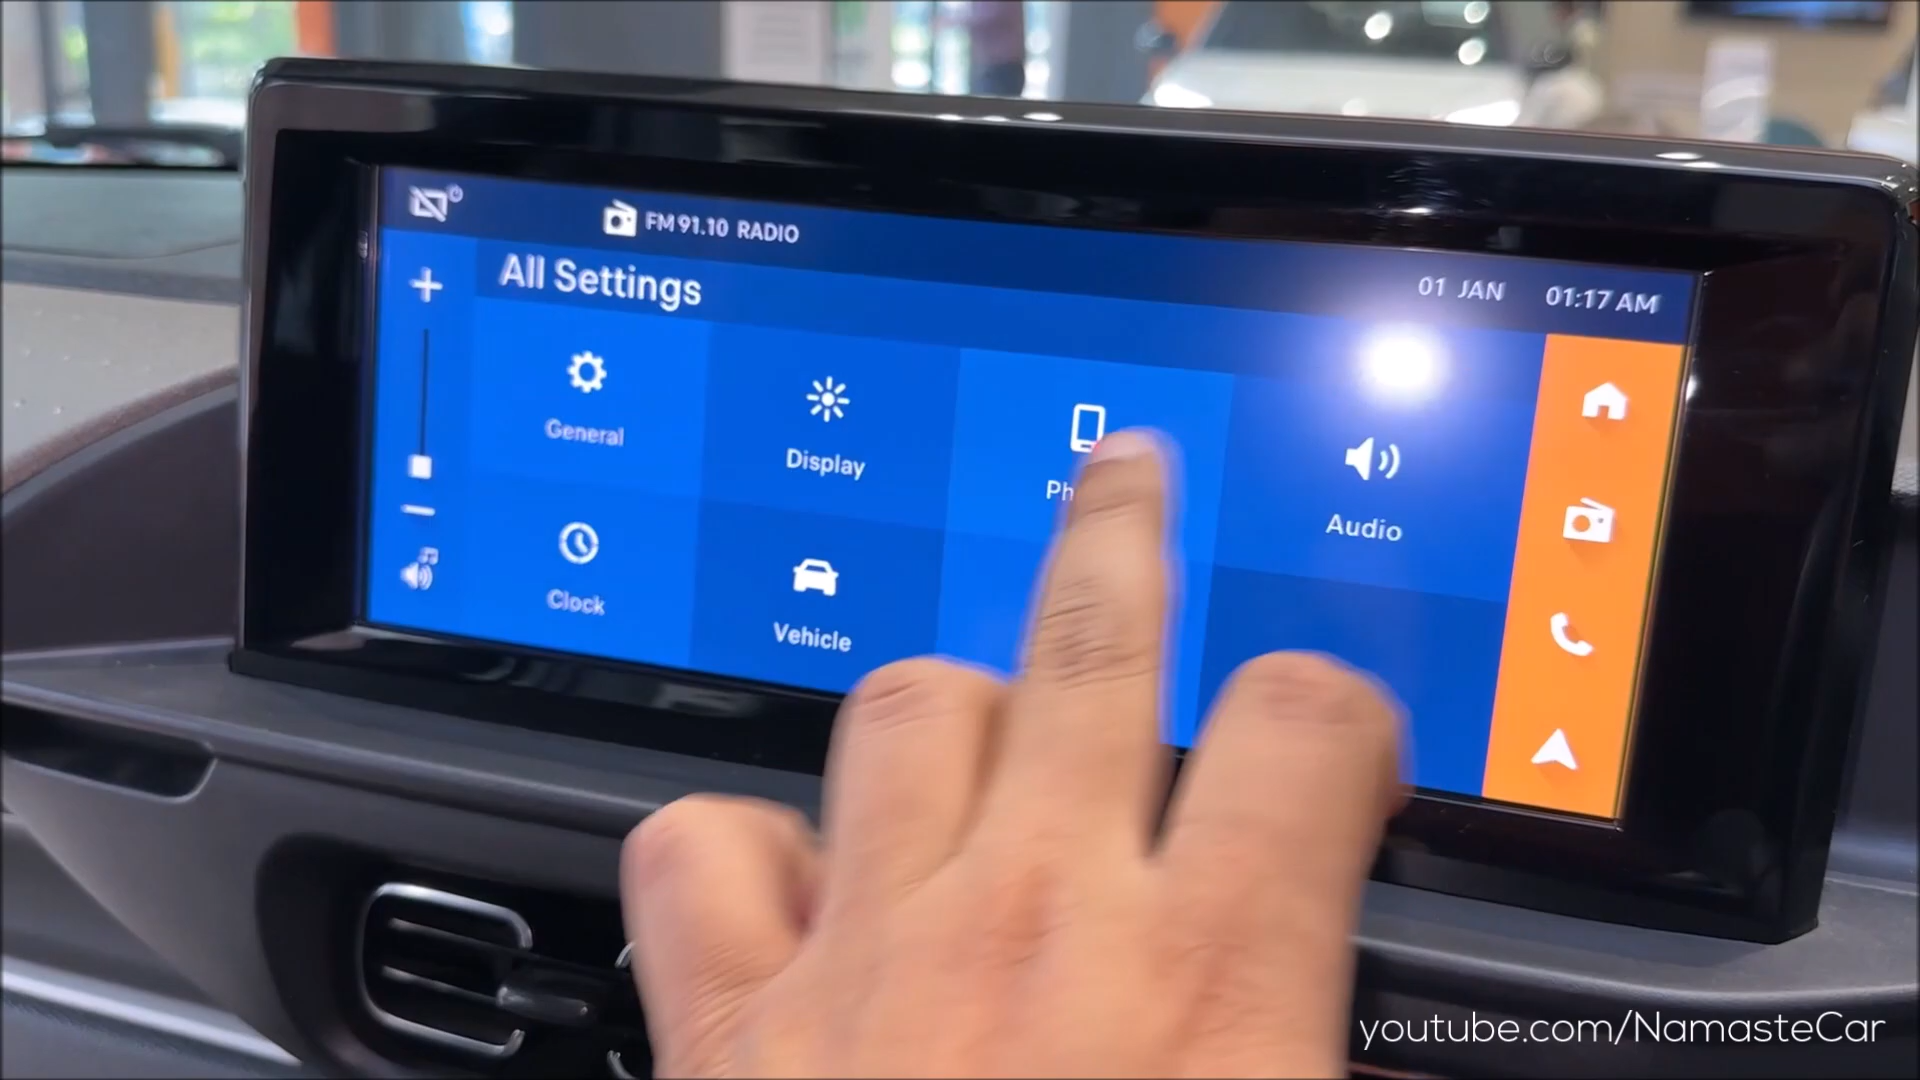 FM 91.10 RADIO
01 JAN 01:17 AM
All Settings
General
Display
Audio
Clock
Vehicle
youtube.com/NamasteCar